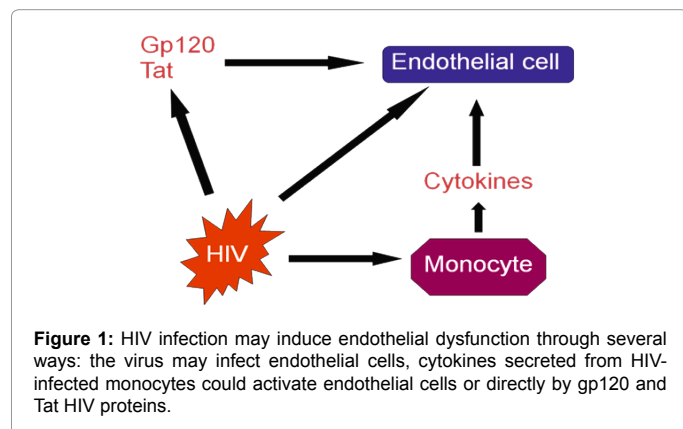 Gp120
Tat
Endothelial cell
Cytokines
HIV
Monocyte
Figure 1: HIV infection may induce endothelial dysfunction through several
ways: the virus may infect endothelial cells, cytokines secreted from HIV-
infected monocytes could activate endothelial cells or directly by gp120 and
Tat HIV proteins.